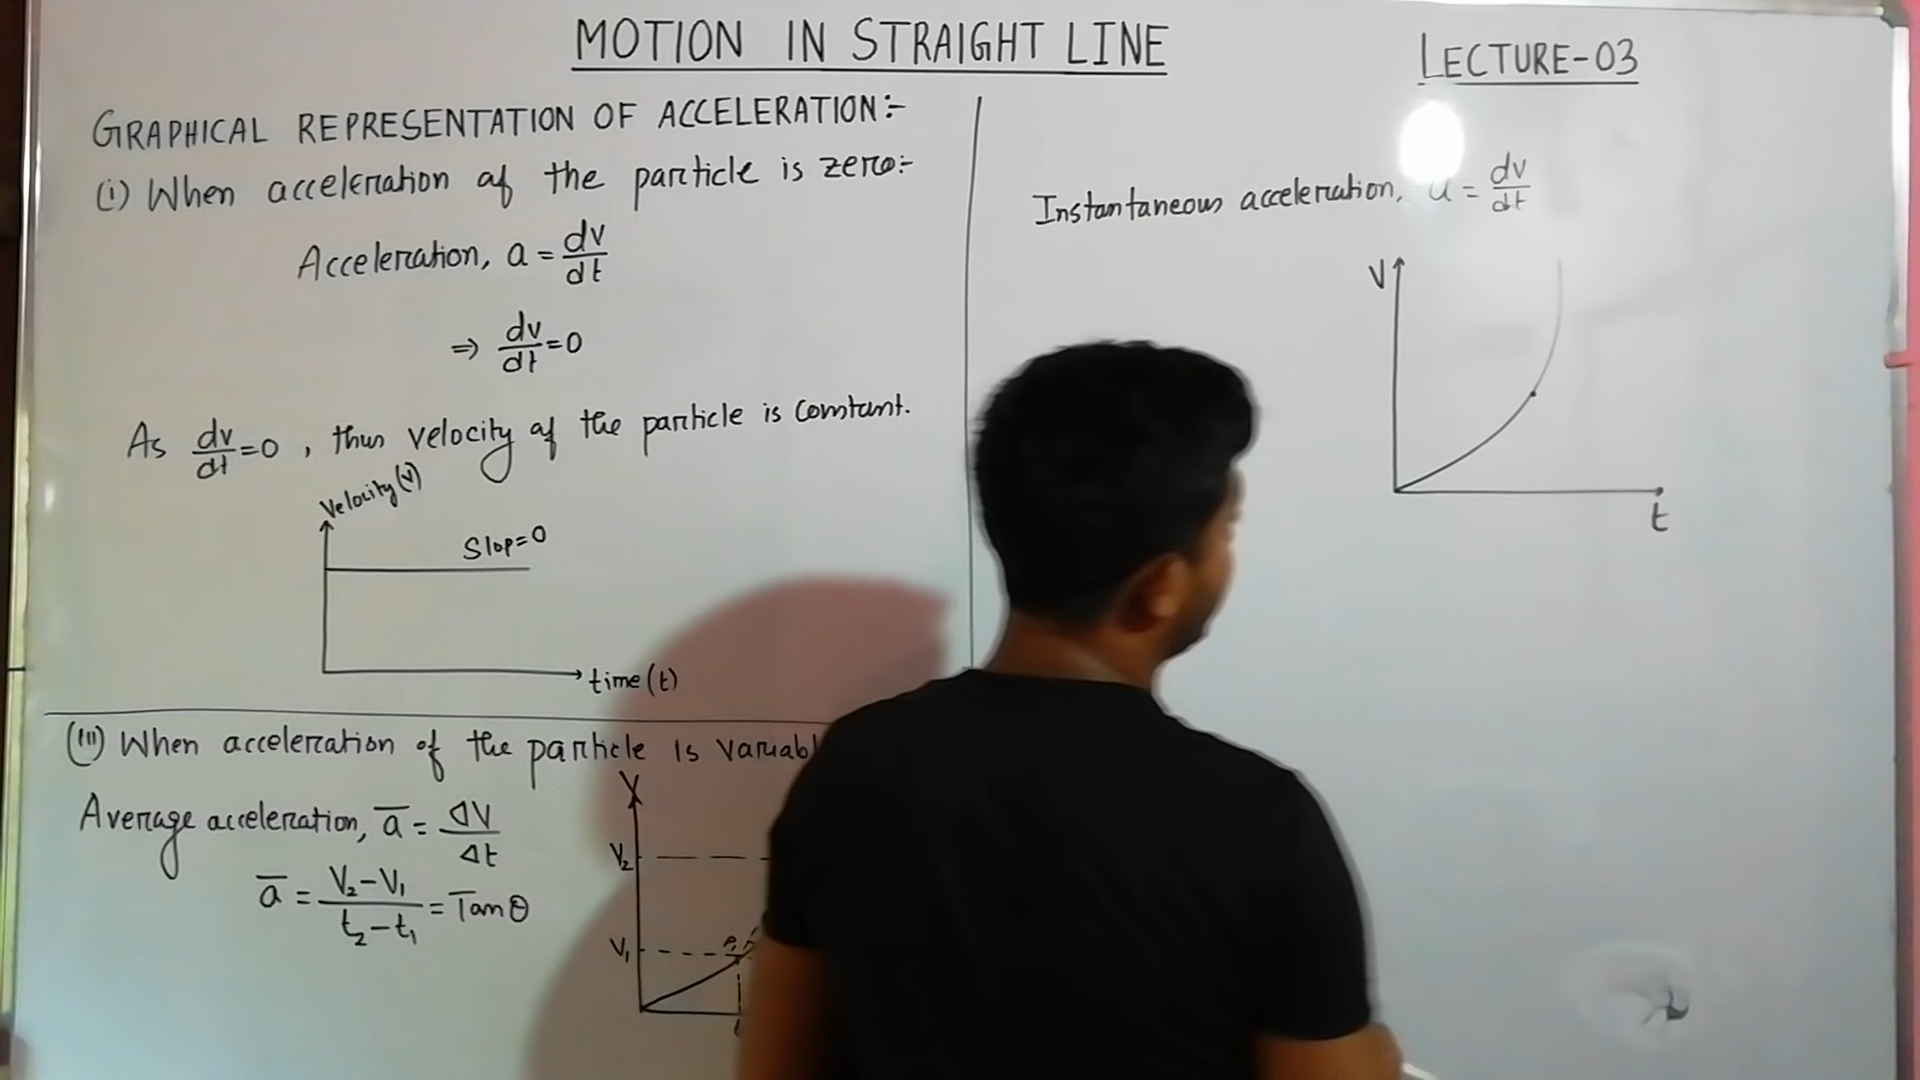 MOTION IN STRAIGHT LINE
LECTURE-03
GRAPHICAL REPRESENTATION OF ACCELERATION:-
(i) When acceleration of the particle is zero:-
Acceleration, a = dv/dt
⇒ dv/dt = 0
As dv/dt = 0, thus velocity of the particle is constant.
Velocity (v)
Slop=0
time (t)
(III) When acceleration of the particle is
Average acceleration, a̅ = ΔV/Δt
a̅ = V₂-V₁/t₂-t₁ = Tan θ
V
V₂
V₁
P₁
Instantaneous acceleration, a = dv/dt
V
t